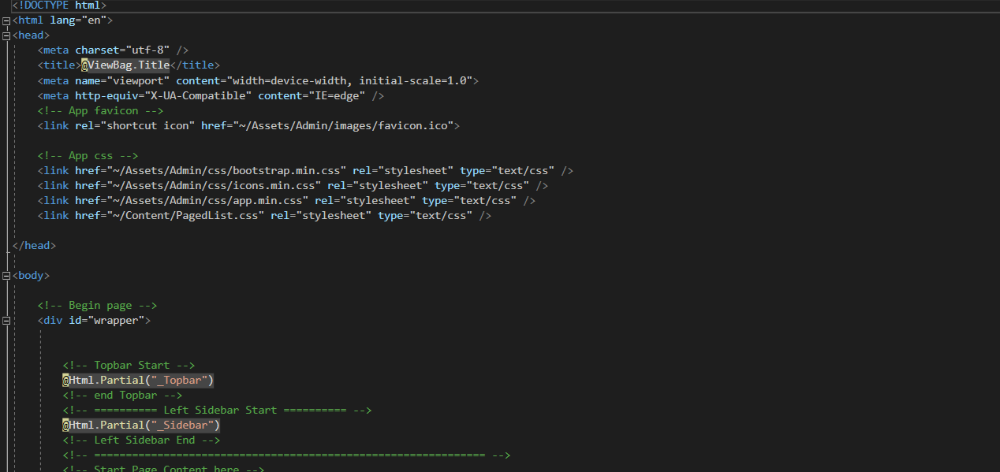 <!DOCTYPE html>
<html lang="en">
<head>
<meta charset="utf-8" />
<title>@ViewBag.Title</title>
<meta name="viewport" content="width=device-width, initial-scale=1.0">
<meta http-equiv="X-UA-Compatible" content="IE=edge" />
<!-- App favicon -->
<link rel="shortcut icon" href="~/Assets/Admin/images/favicon.ico">
<!-- App css -->
<link href="~/Assets/Admin/css/bootstrap.min.css" rel="stylesheet" type="text/css" />
<link href="~/Assets/Admin/css/icons.min.css" rel="stylesheet" type="text/css" />
<link href="~/Assets/Admin/css/app.min.css" rel="stylesheet" type="text/css" />
<link href="~/Content/PagedList.css" rel="stylesheet" type="text/css" />
</head>
<body>
<!-- Begin page -->
<div id="wrapper">
<!-- Topbar Start -->
@Html.Partial("_Topbar")
<!-- end Topbar -->
<!-- ========== Left Sidebar Start ========== -->
@Html.Partial("_Sidebar")
<!-- Left Sidebar End -->
<!-- ============================================================== -->
<!-- Start Page Content here -->